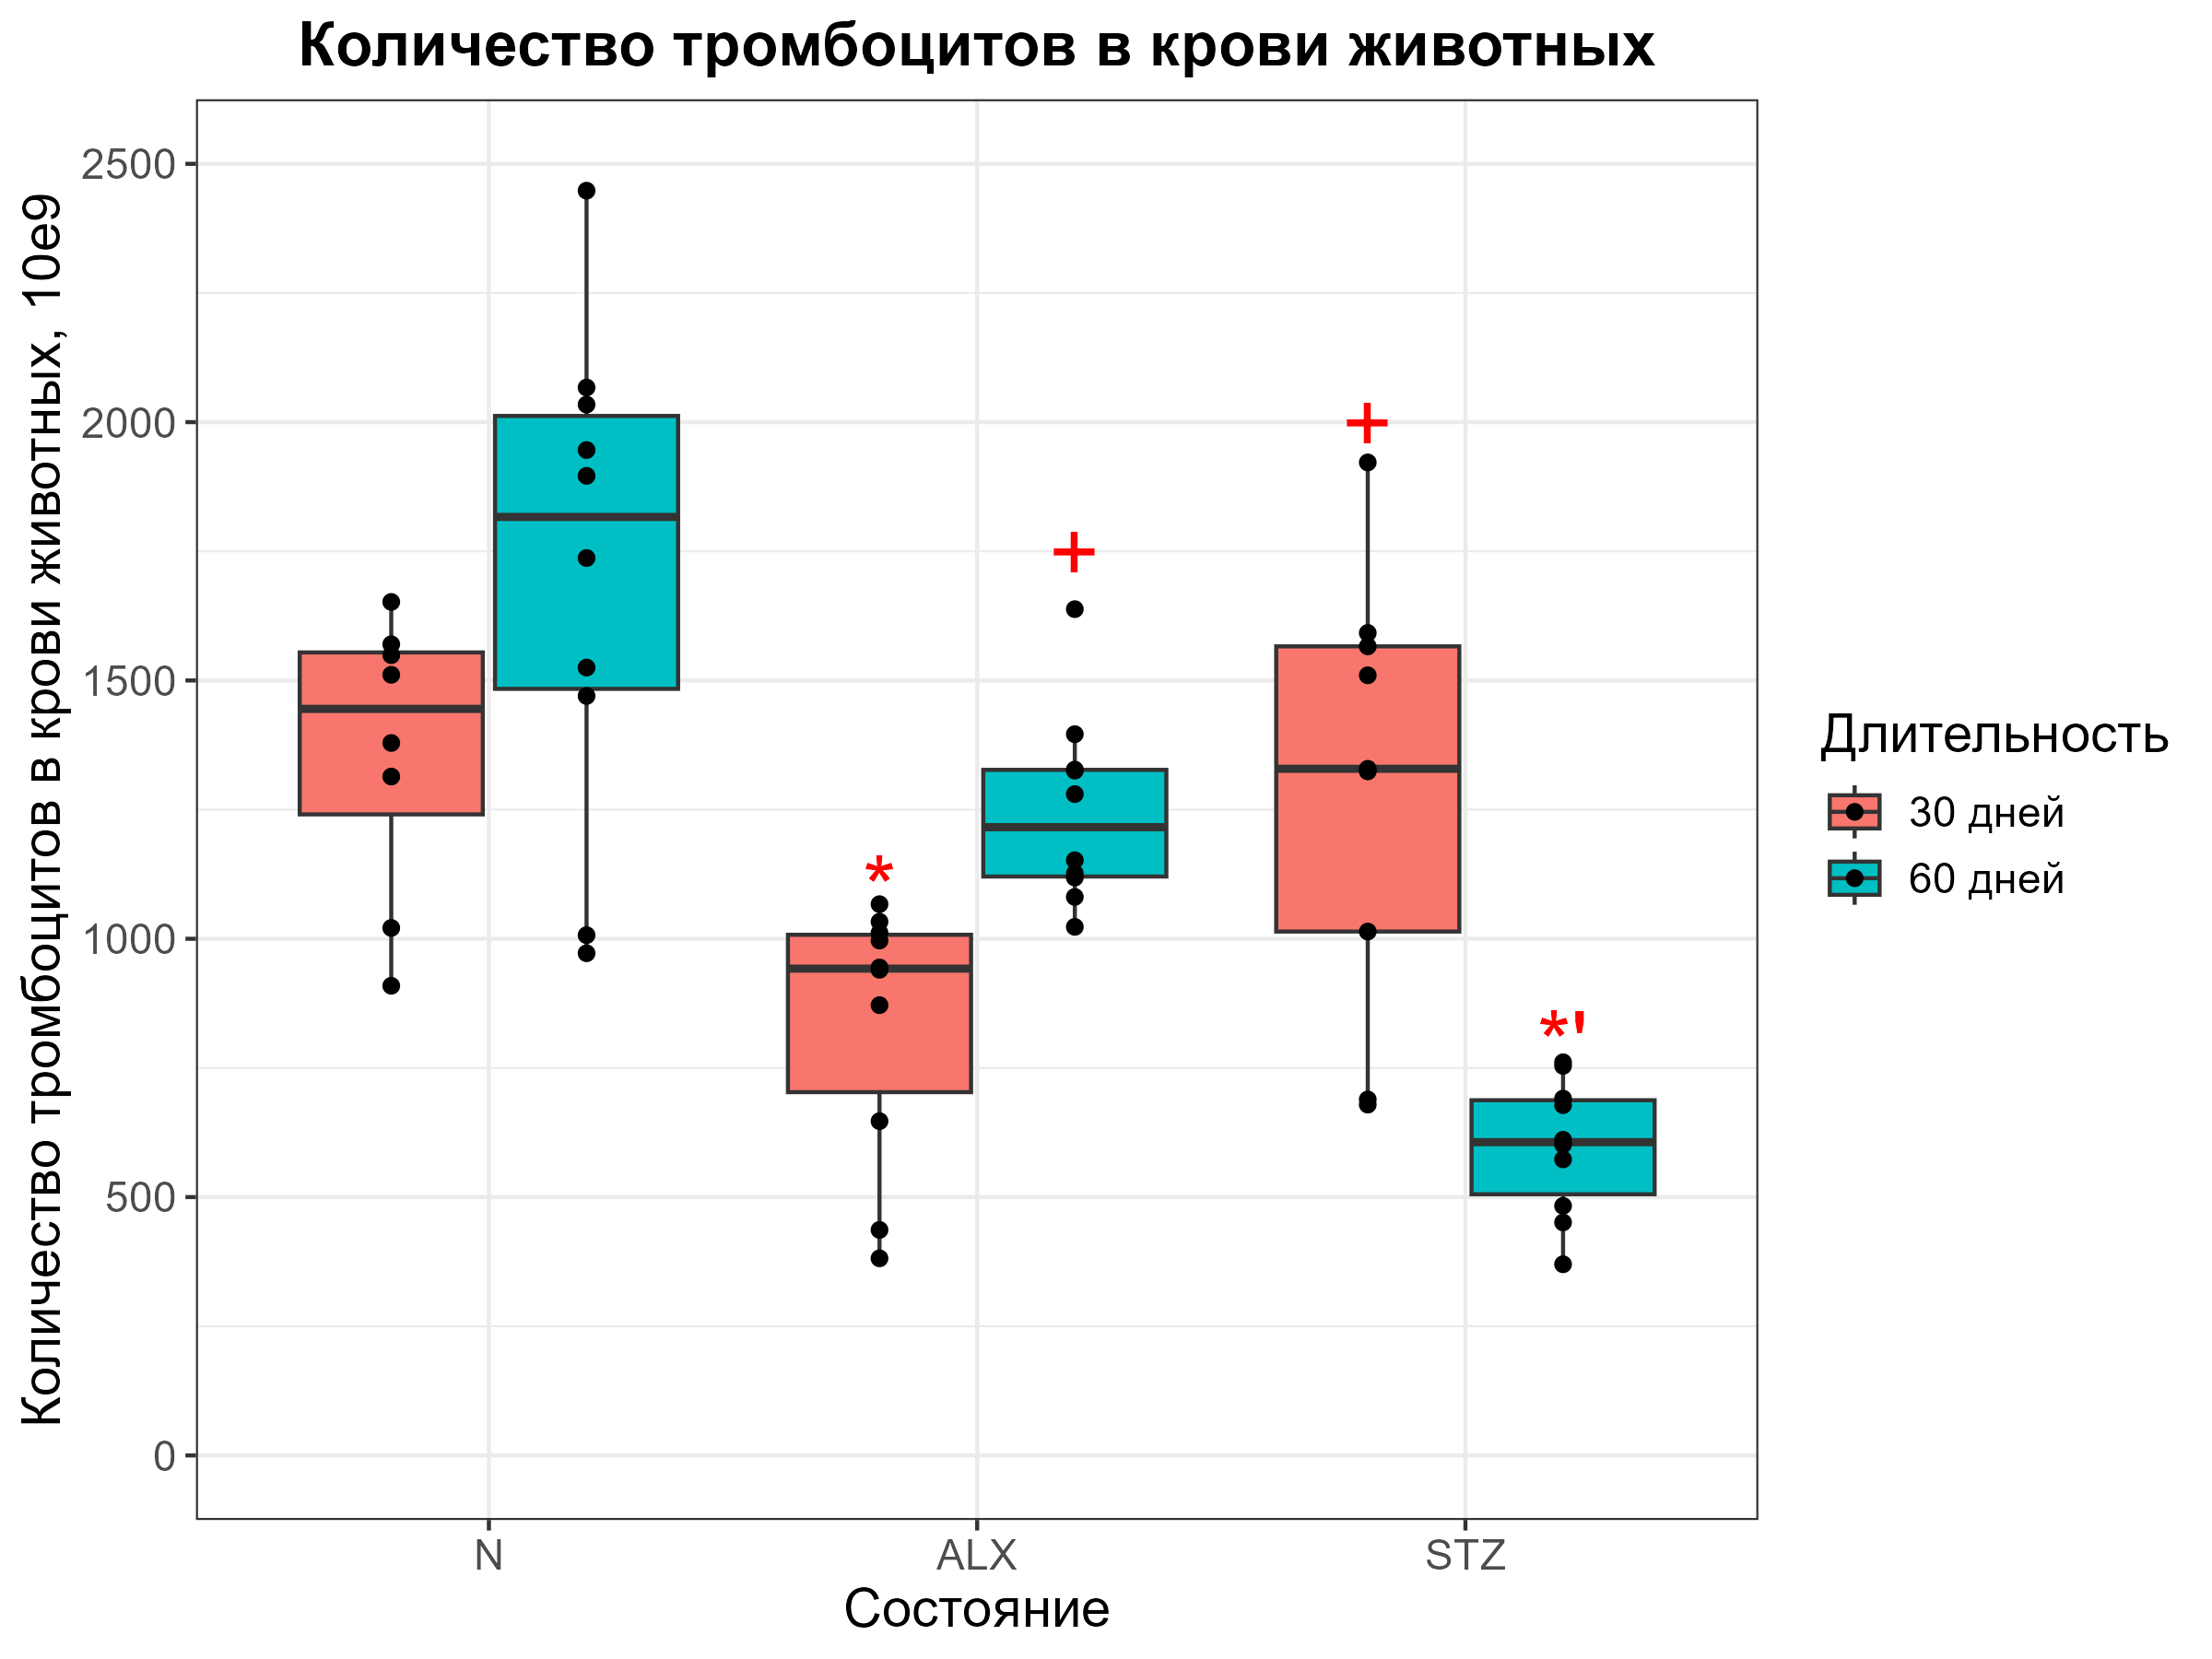 Количество тромбоцитов в крови животных
Количество тромбоцитов в крови животных, 10e9
2500
2000
1500
1000
500
0
+
+
*
*'
N
ALX
STZ
Состояние
Длительность
30 дней
60 дней